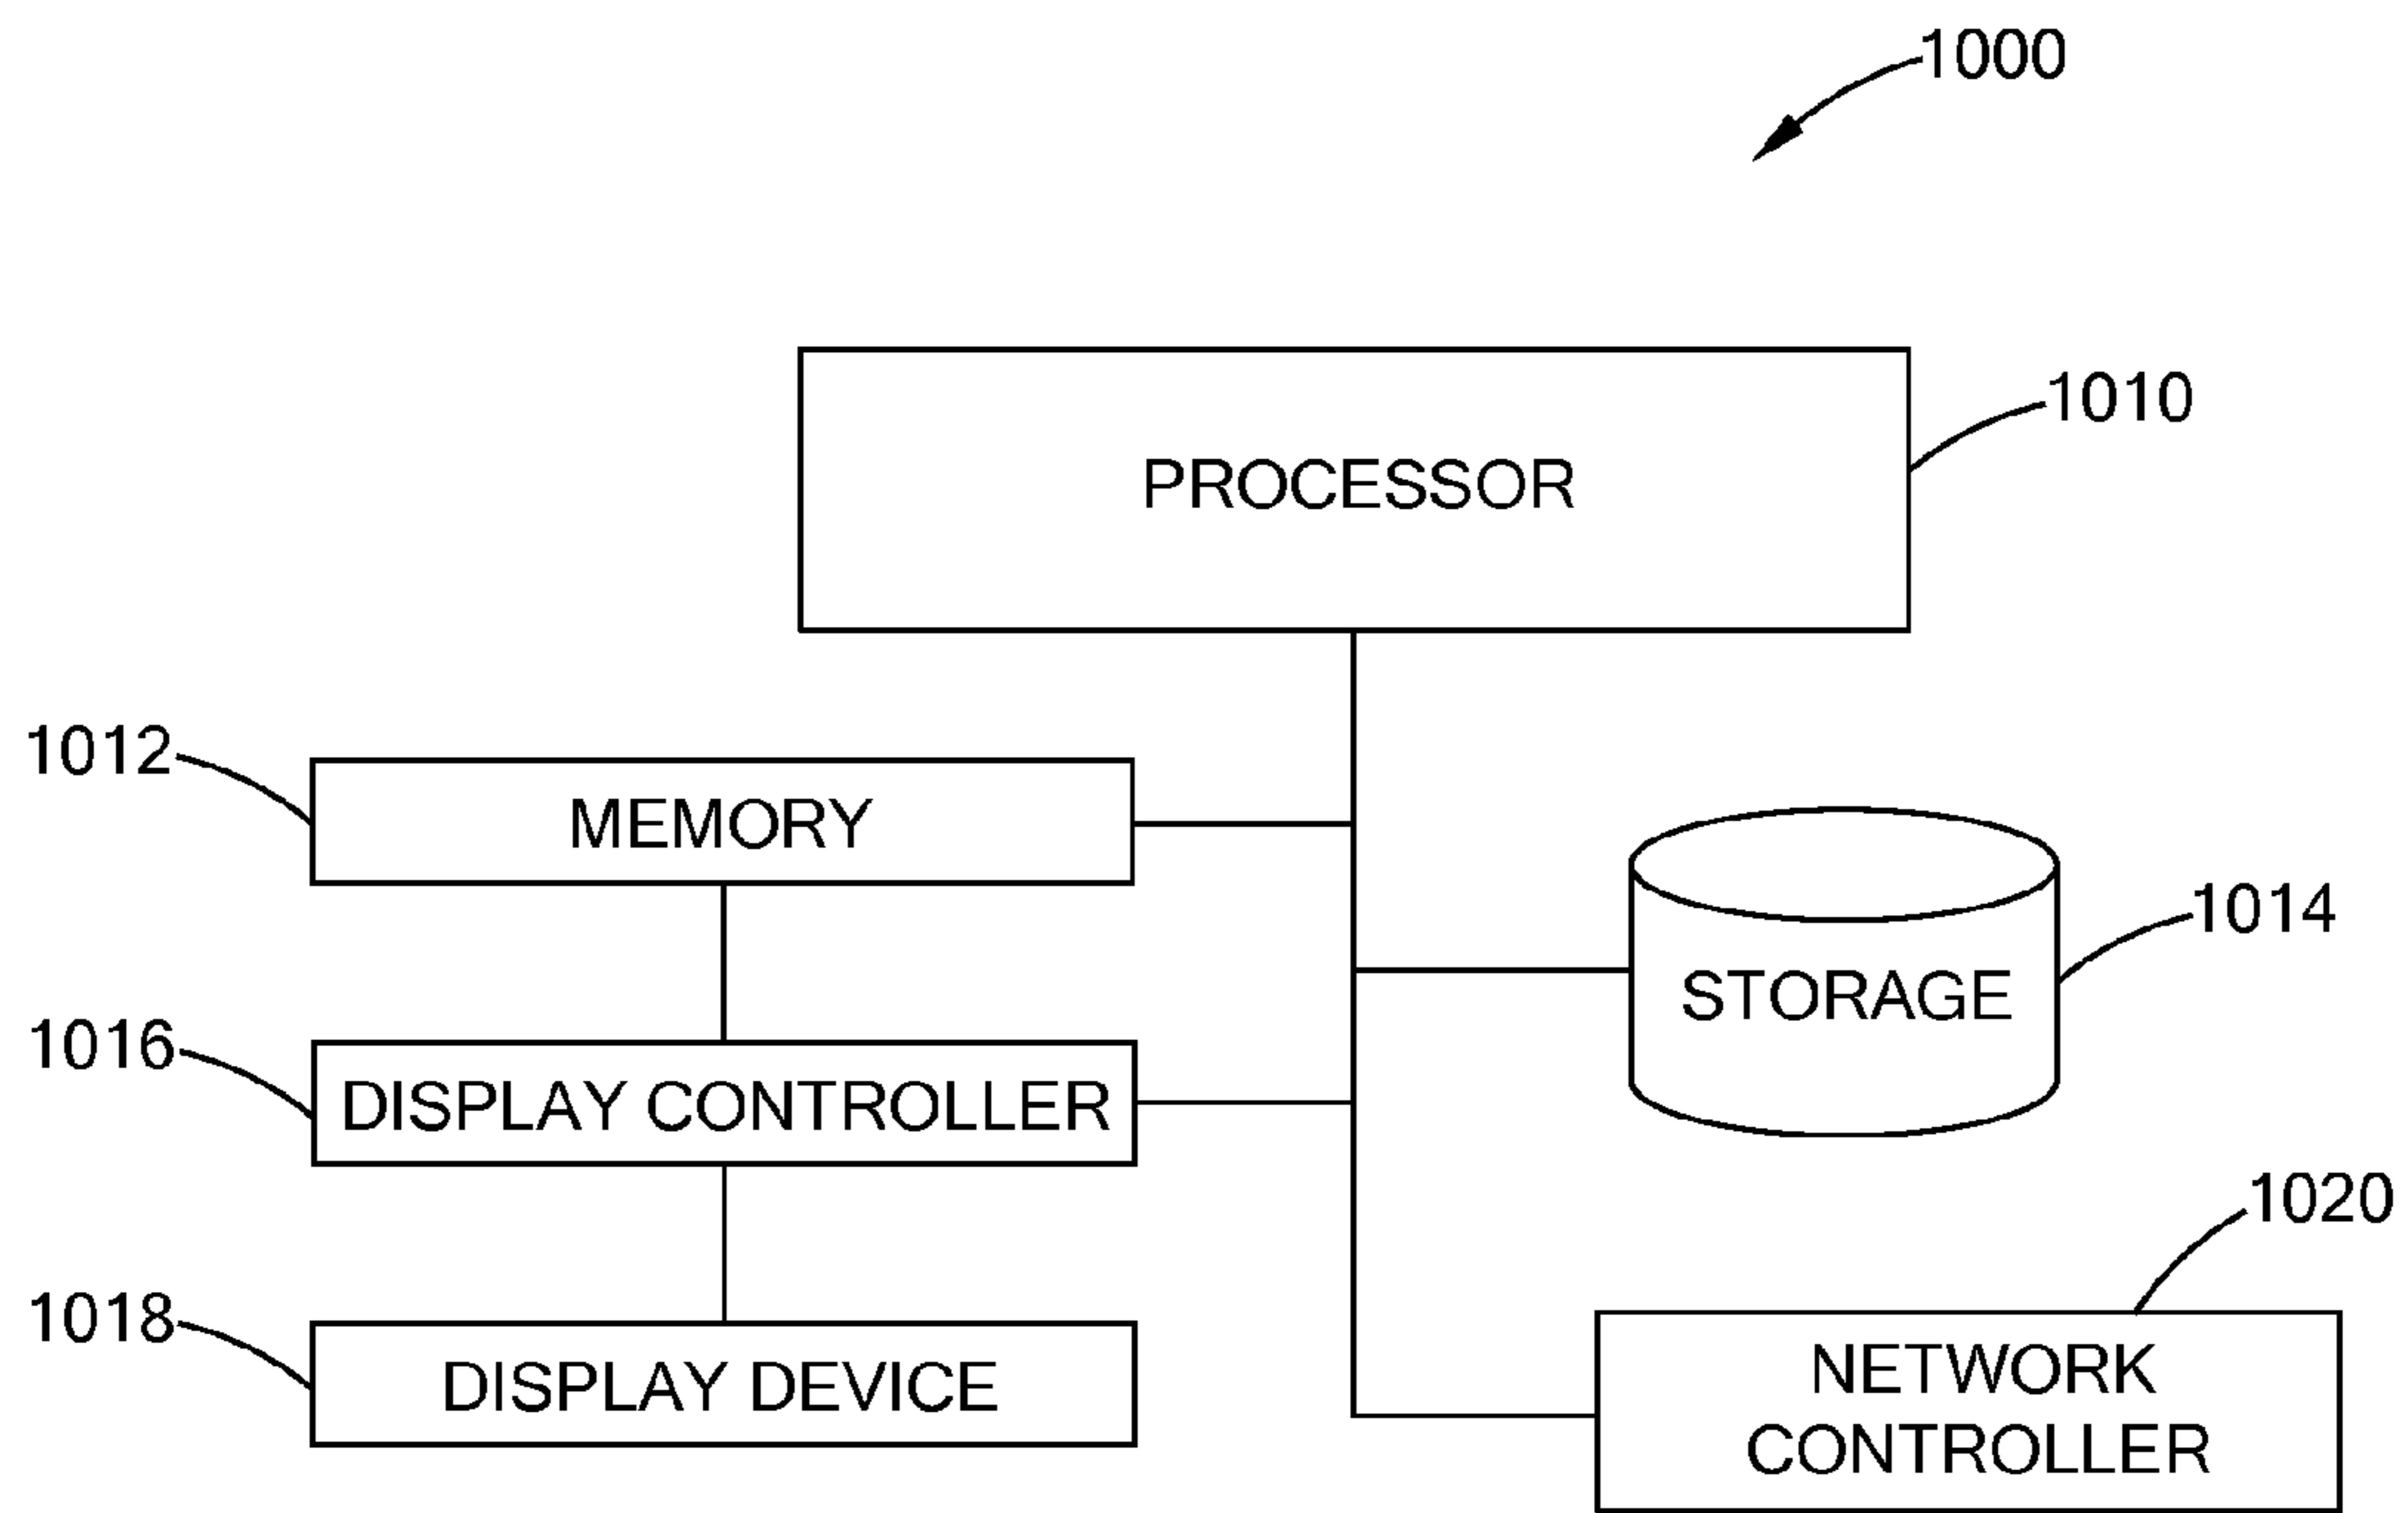 1000
1010
PROCESSOR
1012
MEMORY
1014
STORAGE
1016
DISPLAY CONTROLLER
1020
1018
DISPLAY DEVICE
NETWORK
CONTROLLER